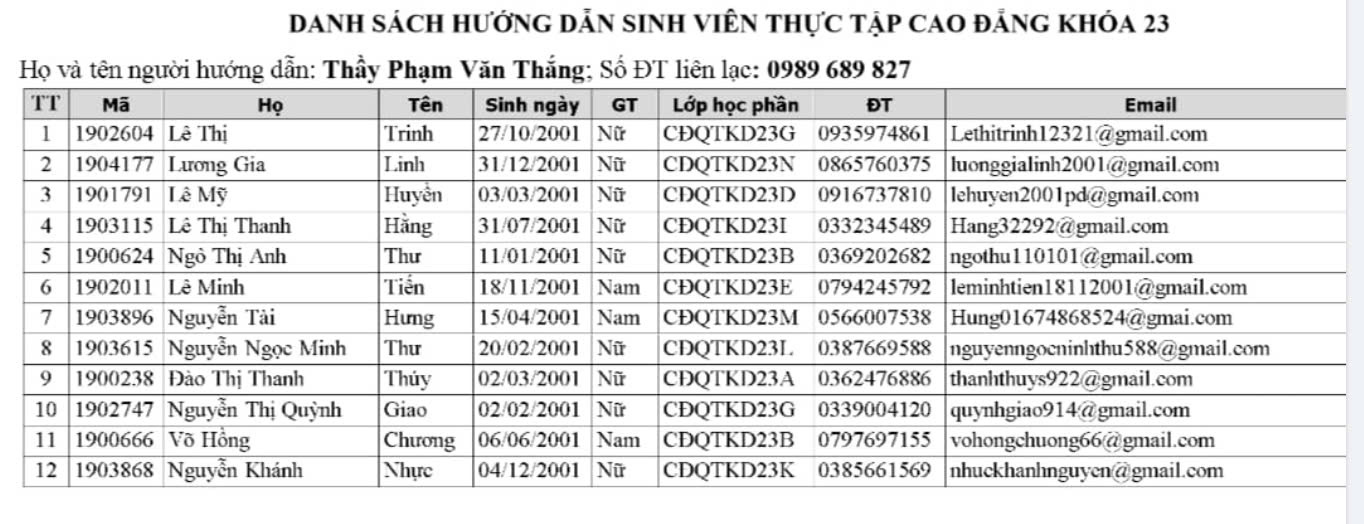 DANH SÁCH HƯỚNG DẪN SINH VIÊN THỰC TẬP CAO ĐẲNG KHÓA 23
Họ và tên người hướng dẫn: Thầy Phạm Văn Thắng; Số ĐT liên lạc: 0989 689 827
TT Mã Họ Tên Sinh ngày GT Lớp học phần ĐT Email
1 1902604 Lê Thị Trinh 27/10/2001 Nữ CĐQTKD23G 0935974861 Lethitrinh12321@gmail.com
2 1904177 Lương Gia Linh 31/12/2001 Nữ CĐQTKD23N 0865760375 luonggialinh2001@gmail.com
3 1901791 Lê Mỹ Huyền 03/03/2001 Nữ CĐQTKD23D 0916737810 lehuyen2001pd@gmail.com
4 1903115 Lê Thị Thanh Hằng 31/07/2001 Nữ CĐQTKD23I 0332345489 Hang32292@gmail.com
5 1900624 Ngô Thị Anh Thư 11/01/2001 Nữ CĐQTKD23B 0369202682 ngothu110101@gmail.com
6 1902011 Lê Minh Tiến 18/11/2001 Nam CĐQTKD23E 0794245792 leminhtien18112001@gmail.com
7 1903896 Nguyễn Tài Hưng 15/04/2001 Nam CĐQTKD23M 0566007538 Hung01674868524@gmai.com
8 1903615 Nguyễn Ngọc Minh Thư 20/02/2001 Nữ CĐQTKD23L 0387669588 nguyenngocninhthu588@gmail.com
9 1900238 Đào Thị Thanh Thúy 02/03/2001 Nữ CĐQTKD23A 0362476886 thanhthuys922@gmail.com
10 1902747 Nguyễn Thị Quỳnh Giao 02/02/2001 Nữ CĐQTKD23G 0339004120 quynhgiao914@gmail.com
11 1900666 Võ Hồng Chương 06/06/2001 Nam CĐQTKD23B 0797697155 vohongchuong66@gmail.com
12 1903868 Nguyễn Khánh Nhực 04/12/2001 Nữ CĐQTKD23K 0385661569 nhuckhanhnguyen@gmail.com